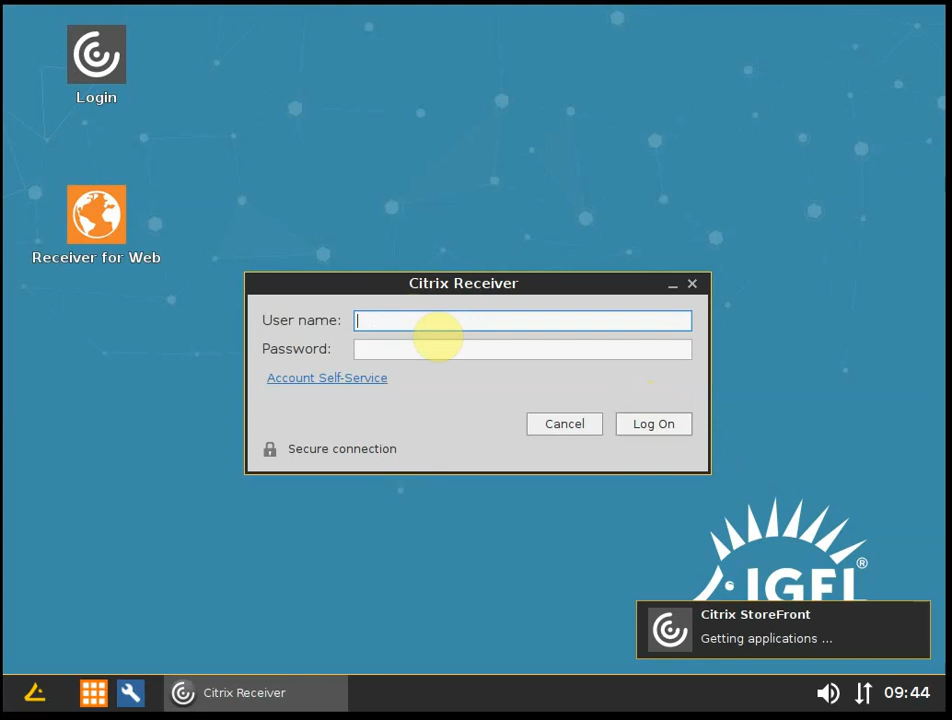 Login
Receiver for Web
Citrix Receiver
User name:
Password:
Account Self-Service
Cancel
Log On
Secure connection
IGEL®
Citrix StoreFront
Getting applications ...
Citrix Receiver
09:44